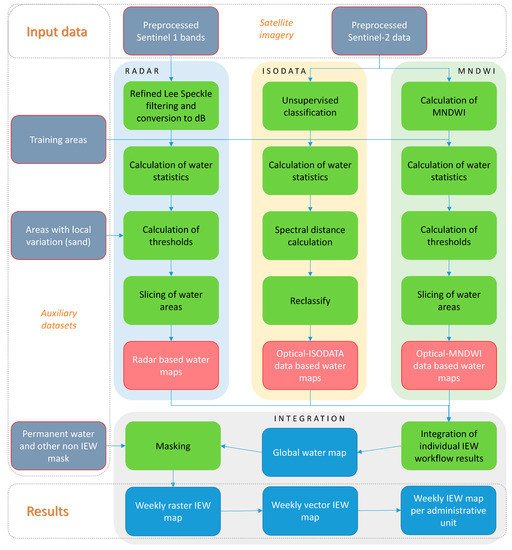 Input data
Preprocessed
Sentinel 1 bands
Satellite
imagery
Preprocessed
Sentinel-2 data
RADAR
ISODATA
MNDWI
Refined Lee Speckle
filtering and
conversion to dB
Unsupervised
classification
Calculation of
MNDWI
Training areas
Calculation of water
statistics
Calculation of water
statistics
Calculation of water
statistics
Areas with local
variation (sand)
Calculation of
thresholds
Spectral distance
calculation
Calculation of
thresholds
Auxiliary
datasets
Slicing of water
areas
Reclassify
Slicing of water
areas
Radar based water
maps
Optical-ISODATA
data based water
maps
Optical-MNDWI
data based water
maps
INTEGRATION
Permanent water
and other non IEW
mask
Masking
Global water map
Integration of
individual IEW
workflow results
Results
Weekly raster IEW
map
Weekly vector IEW
map
Weekly IEW map
per administrative
unit